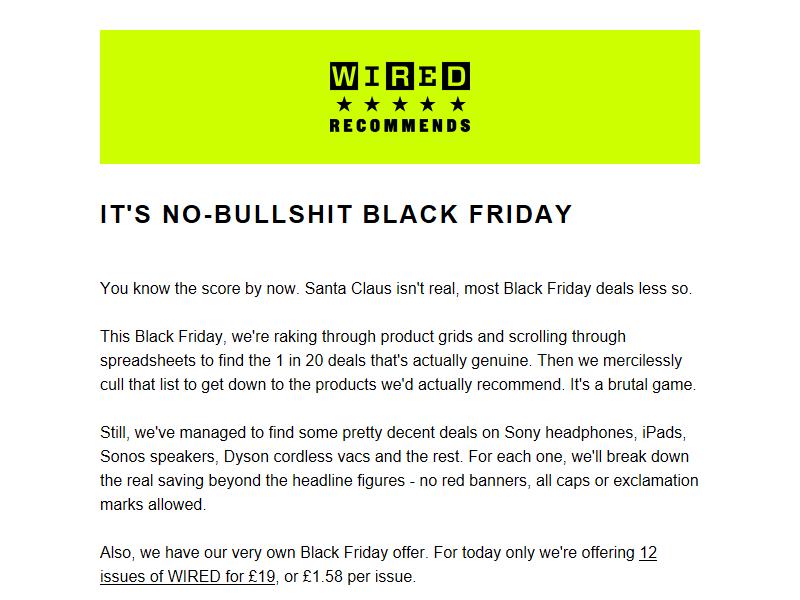 WIRED
★ ★ ★ ★ ★
RECOMMENDS
IT'S NO-BULLSHIT BLACK FRIDAY
You know the score by now. Santa Claus isn't real, most Black Friday deals less so.
This Black Friday, we're raking through product grids and scrolling through
spreadsheets to find the 1 in 20 deals that's actually genuine. Then we mercilessly
cull that list to get down to the products we'd actually recommend. It's a brutal game.
Still, we've managed to find some pretty decent deals on Sony headphones, iPads,
Sonos speakers, Dyson cordless vacs and the rest. For each one, we'll break down
the real saving beyond the headline figures - no red banners, all caps or exclamation
marks allowed.
Also, we have our very own Black Friday offer. For today only we're offering 12
issues of WIRED for £19, or £1.58 per issue.